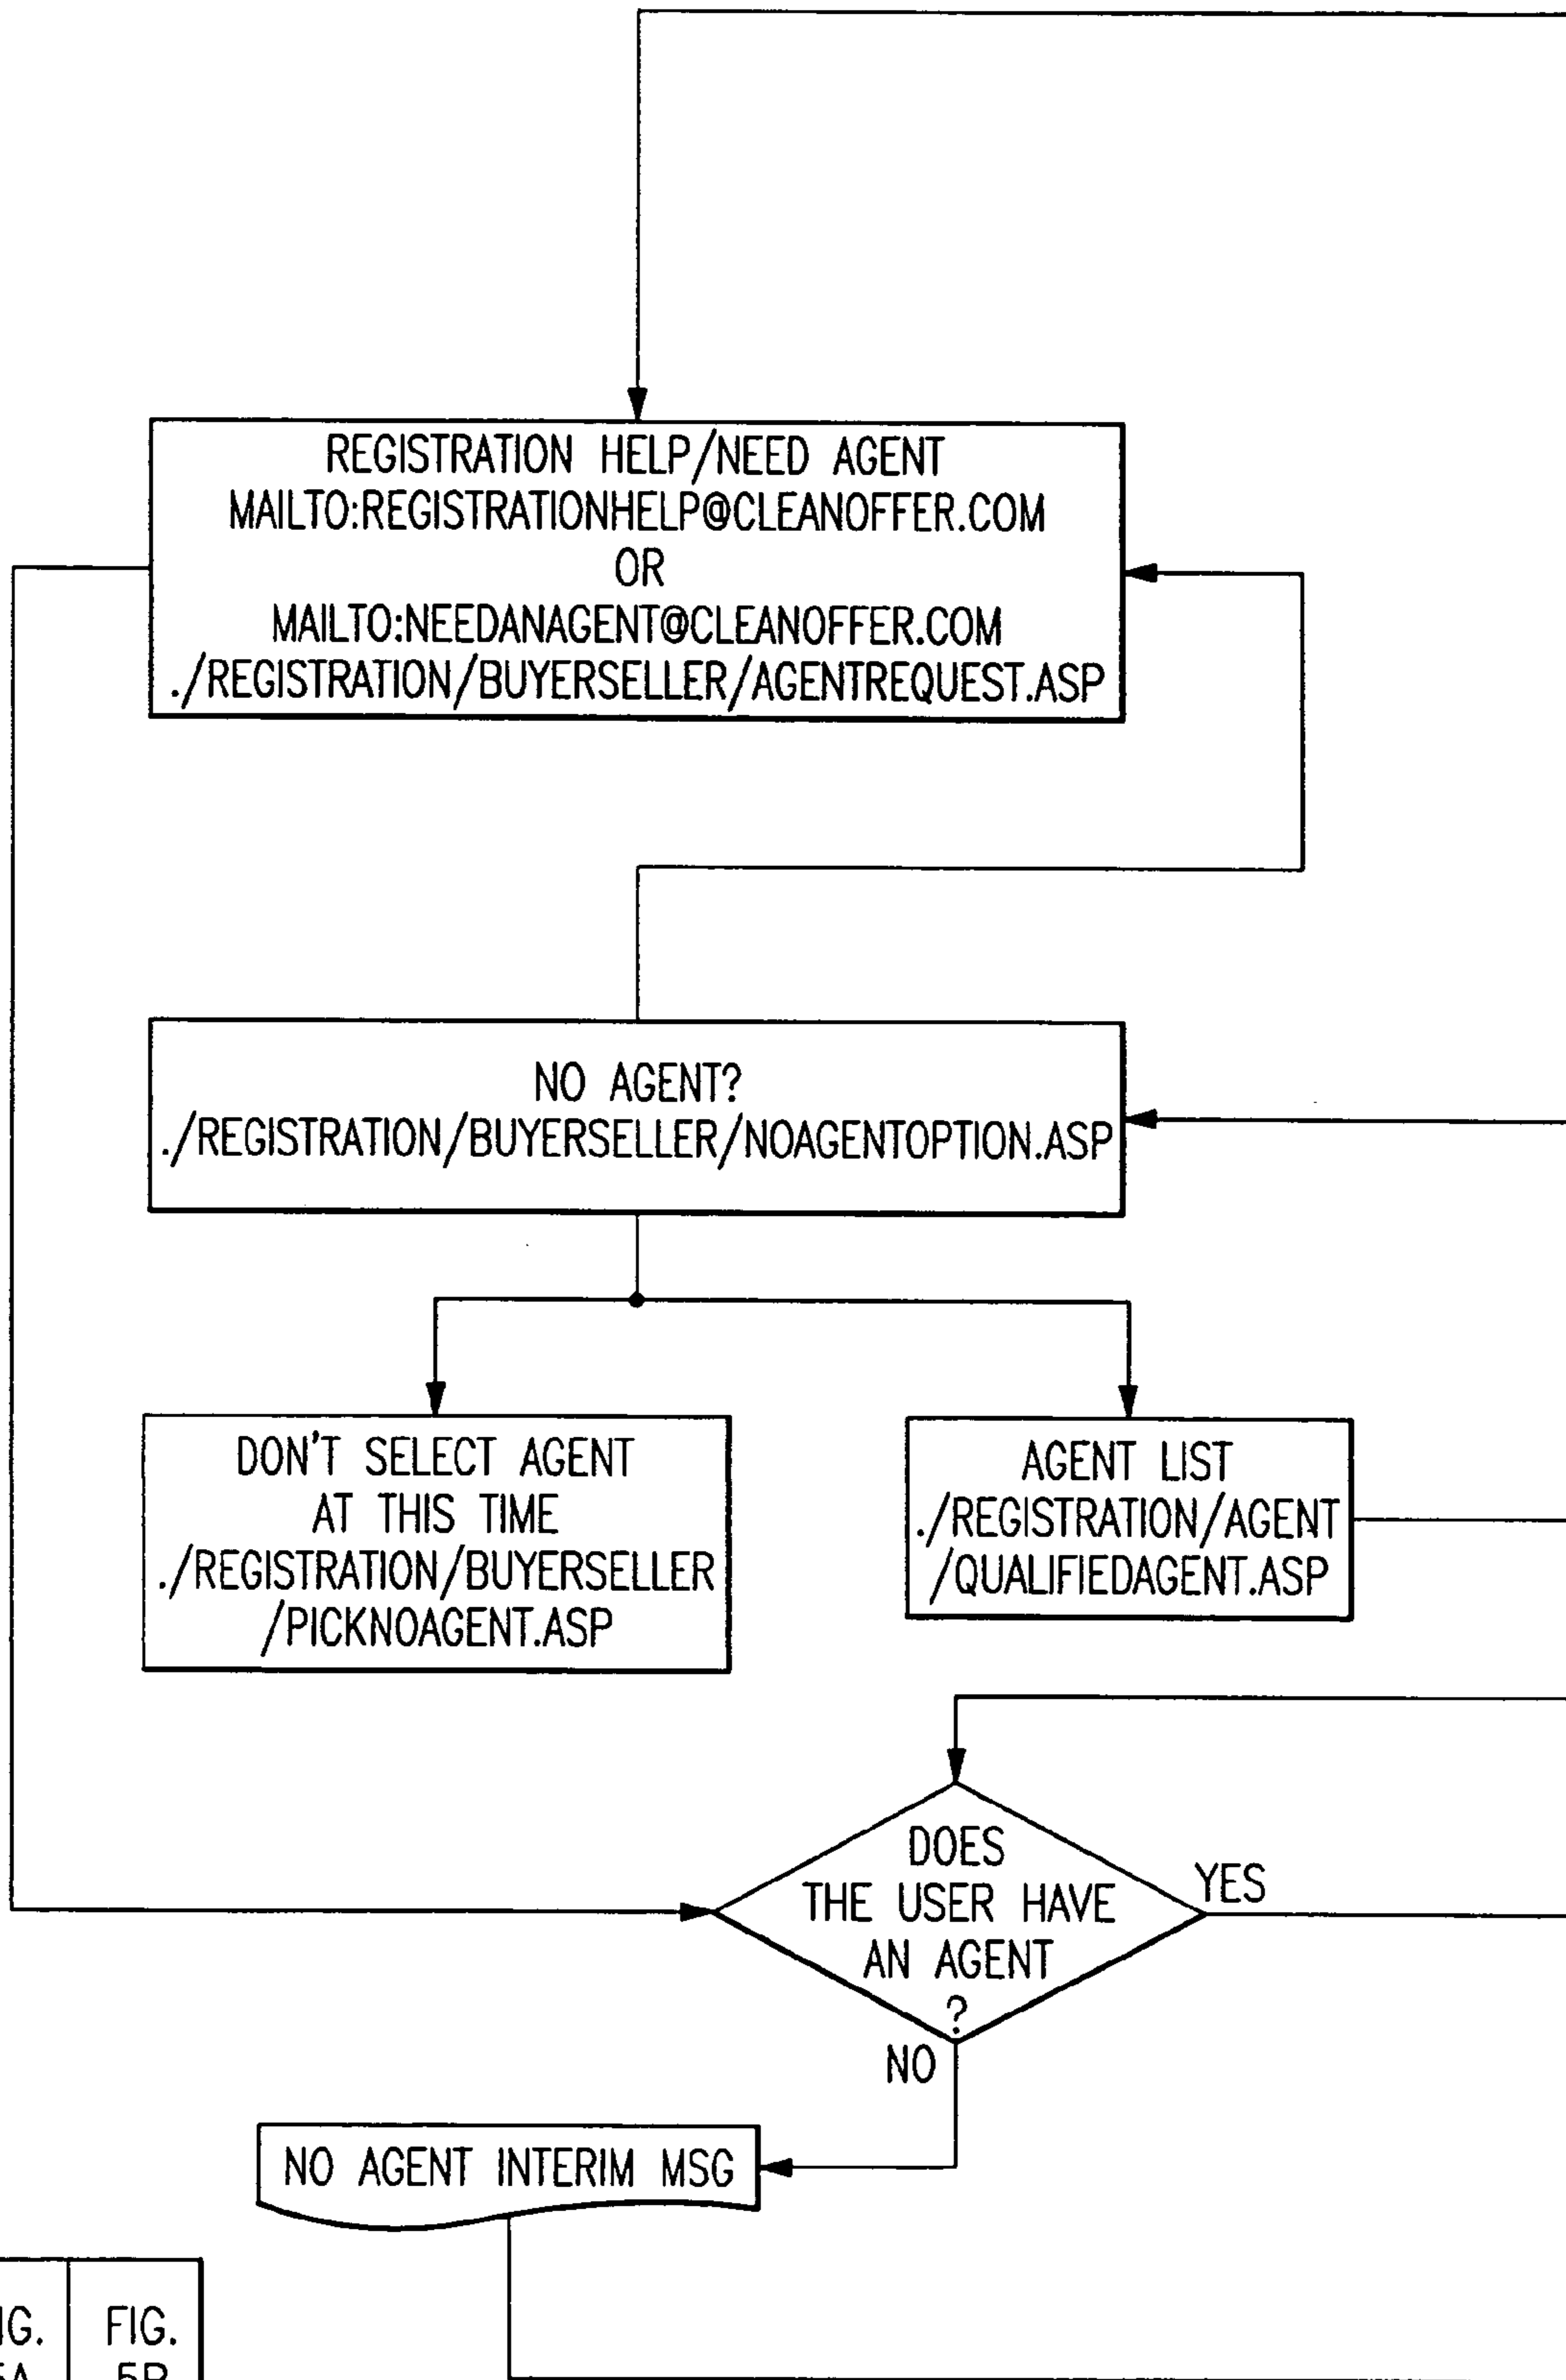 REGISTRATION HELP/NEED AGENT
MAILTO:REGISTRATIONHELP@CLEANOFFER.COM
OR
MAILTO:NEEDANAGENT@CLEANOFFER.COM
./REGISTRATION/BUYERSELLER/AGENTREQUEST.ASP
NO AGENT?
./REGISTRATION/BUYERSELLER/NOAGENTOPTION.ASP
DON'T SELECT AGENT
AT THIS TIME
./REGISTRATION/BUYERSELLER
/PICKNOAGENT.ASP
AGENT LIST
./REGISTRATION/AGENT
/QUALIFIEDAGENT.ASP
DOES
THE USER HAVE
AN AGENT
?
YES
NO
NO AGENT INTERIM MSG
FIG.